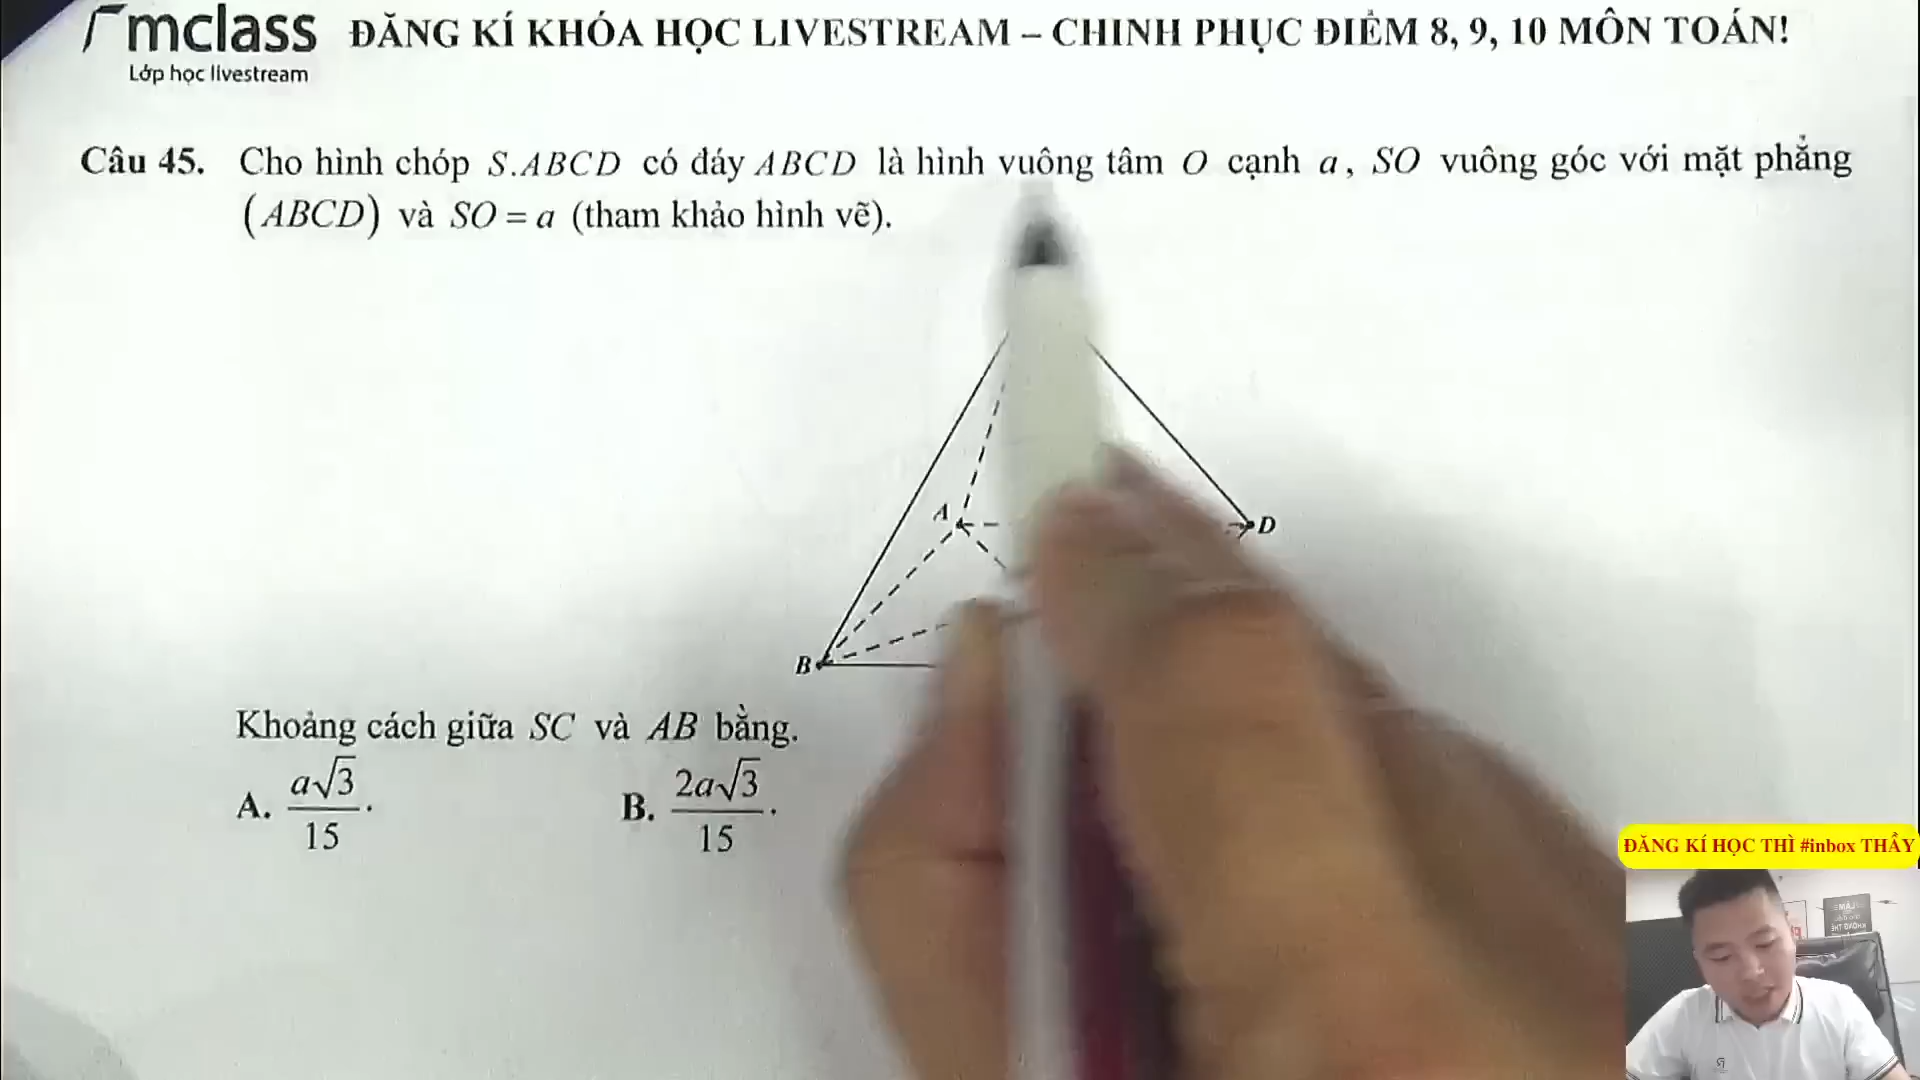 mclass
Lớp học livestream
ĐĂNG KÍ KHÓA HỌC LIVESTREAM – CHINH PHỤC ĐIỂM 8, 9, 10 MÔN TOÁN!
Câu 45. Cho hình chóp S.ABCD có đáy ABCD là hình vuông tâm O cạnh a, SO vuông góc với mặt phẳng
(ABCD) và SO = a (tham khảo hình vẽ).
A
D
B
Khoảng cách giữa SC và AB bằng.
A. a√3/15. B. 2a√3/15.
ĐĂNG KÍ HỌC THÌ #inbox THẦY